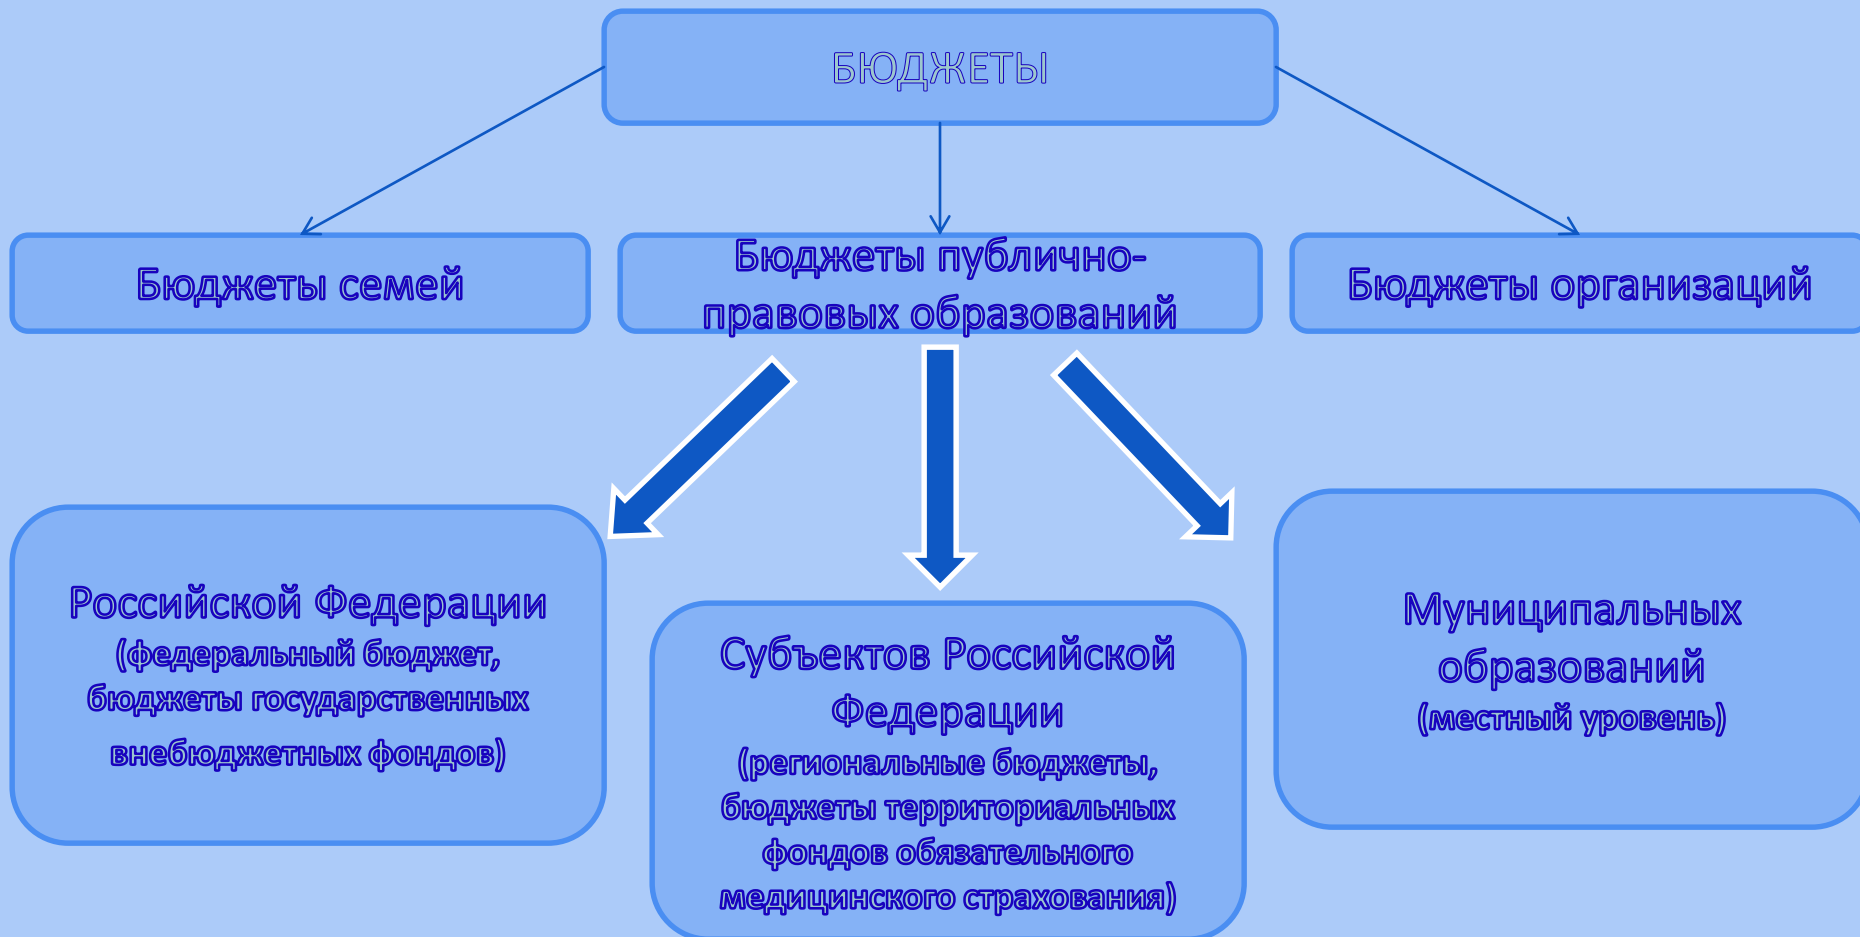 БЮДЖЕТЫ
Бюджеты семей
Бюджеты публично-
правовых образований
Бюджеты организаций
Российской Федерации
(федеральный бюджет,
бюджеты государственных
внебюджетных фондов)
Субъектов Российской
Федерации
(региональные бюджеты,
бюджеты территориальных
фондов обязательного
медицинского страхования)
Муниципальных
образований
(местный уровень)